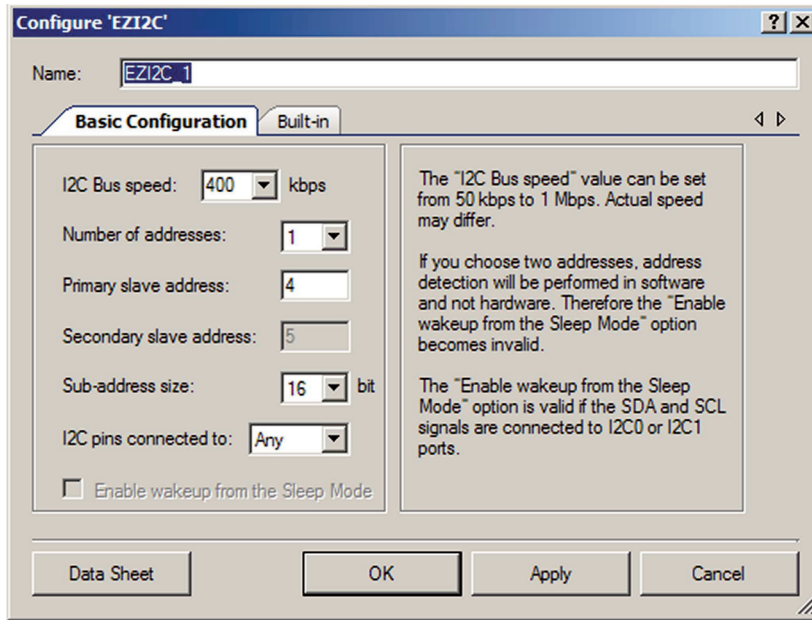 Configure 'EZI2C'
Name: EZI2C_1
Basic Configuration Built-in
I2C Bus speed: 400 kbps
Number of addresses: 1
Primary slave address: 4
Secondary slave address: 5
Sub-address size: 16 bit
I2C pins connected to: Any
Enable wakeup from the Sleep Mode
The "I2C Bus speed" value can be set
from 50 kbps to 1 Mbps. Actual speed
may differ.
If you choose two addresses, address
detection will be performed in software
and not hardware. Therefore the "Enable
wakeup from the Sleep Mode" option
becomes invalid.
The "Enable wakeup from the Sleep
Mode" option is valid if the SDA and SCL
signals are connected to I2C0 or I2C1
ports.
Data Sheet OK Apply Cancel